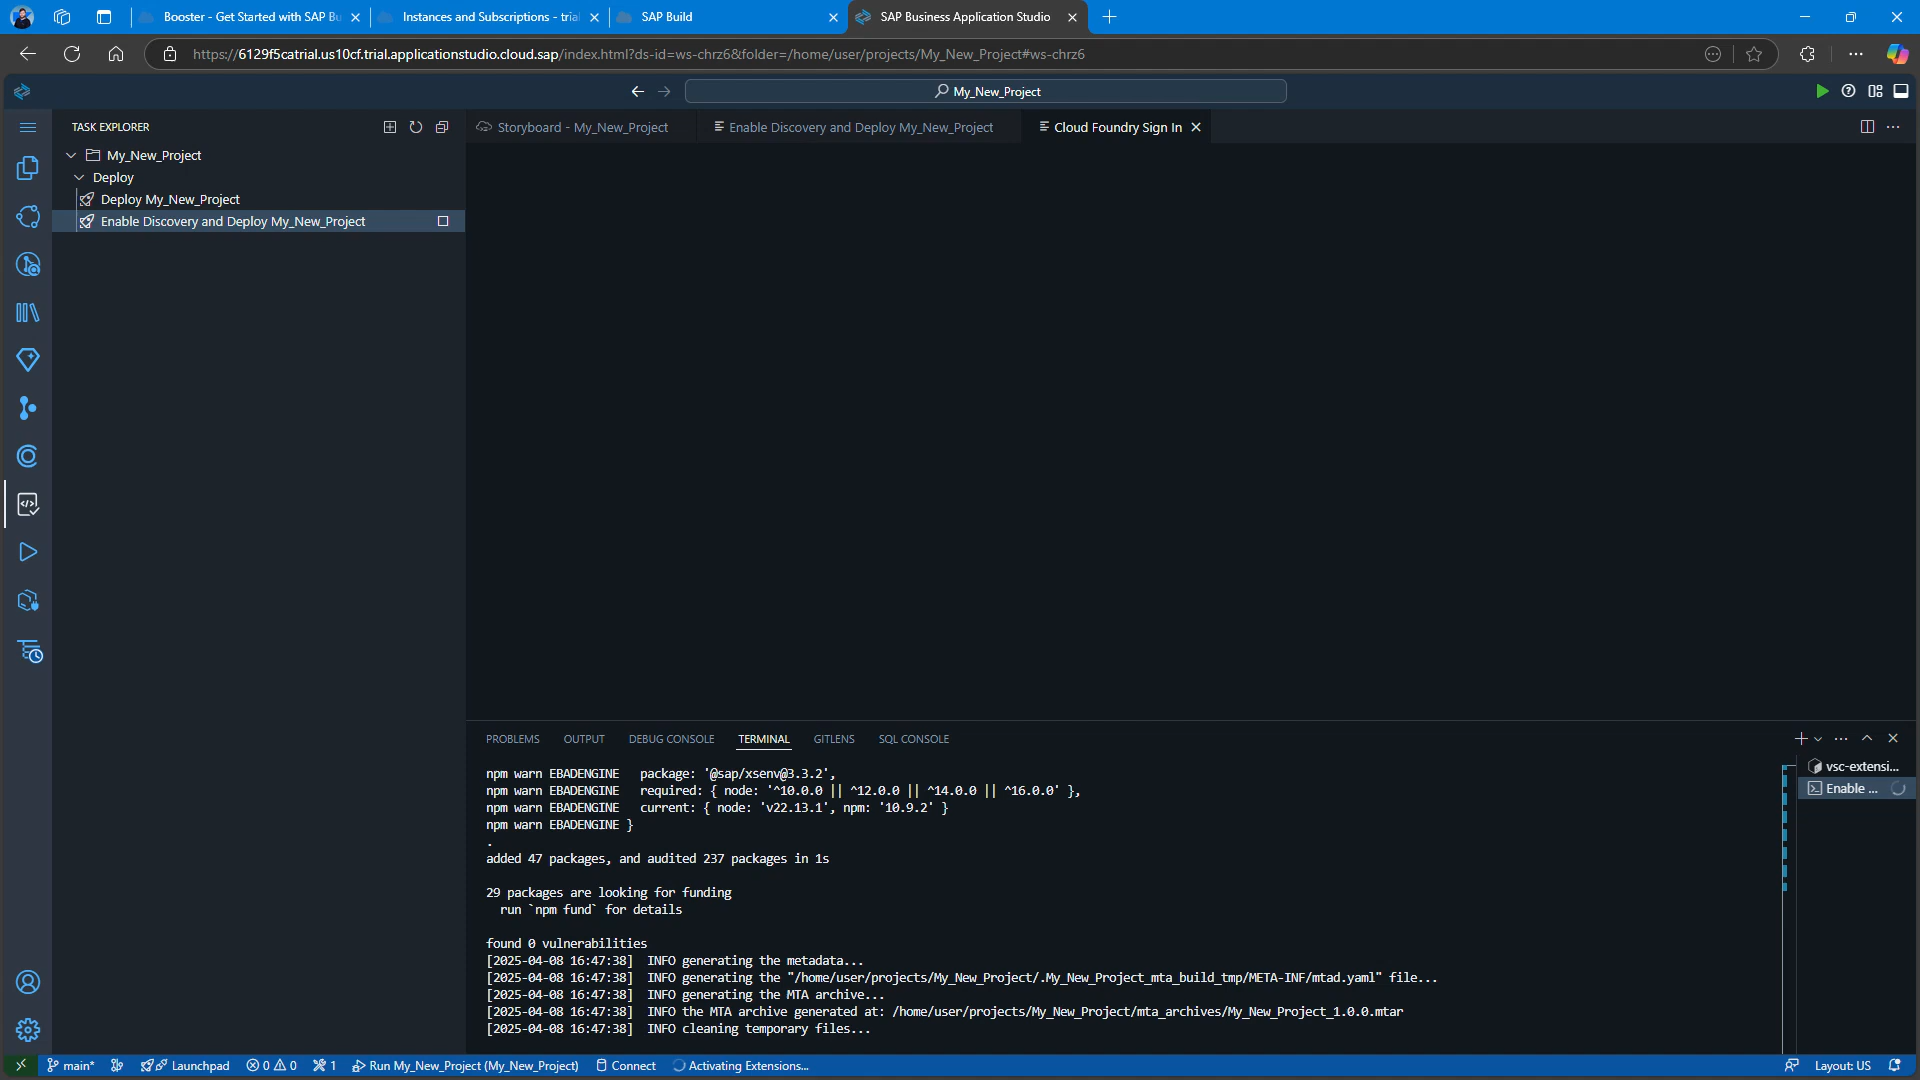 Booster - Get Started with SAP Bu
Instances and Subscriptions - tria
SAP Build
SAP Business Application Studio
https://6129f5catrial.us10cf.trial.applicationstudio.cloud.sap/index.html?ds-id=ws-chrz6&folder=/home/user/projects/My_New_Project#ws-chrz6
My_New_Project
TASK EXPLORER
My_New_Project
Deploy
Deploy My_New_Project
Enable Discovery and Deploy My_New_Project
Storyboard - My_New_Project
Enable Discovery and Deploy My_New_Project
Cloud Foundry Sign In
PROBLEMS
OUTPUT
DEBUG CONSOLE
TERMINAL
GITLENS
SQL CONSOLE
npm warn EBADENGINE   package: '@sap/xsenv@3.3.2',
npm warn EBADENGINE   required: { node: '^10.0.0 || ^12.0.0 || ^14.0.0 || ^16.0.0' },
npm warn EBADENGINE   current: { node: 'v22.13.1', npm: '10.9.2' }
npm warn EBADENGINE }
.
added 47 packages, and audited 237 packages in 1s
29 packages are looking for funding
run `npm fund` for details
found 0 vulnerabilities
[2025-04-08 16:47:38]  INFO generating the metadata...
[2025-04-08 16:47:38]  INFO generating the "/home/user/projects/My_New_Project/.My_New_Project_mta_build_tmp/META-INF/mtad.yaml" file...
[2025-04-08 16:47:38]  INFO generating the MTA archive...
[2025-04-08 16:47:38]  INFO the MTA archive generated at: /home/user/projects/My_New_Project/mta_archives/My_New_Project_1.0.0.mtar
[2025-04-08 16:47:38]  INFO cleaning temporary files...
vsc-extensi...
Enable ...
main*
Launchpad
0
0
1
Run My_New_Project (My_New_Project)
Connect
Activating Extensions...
Layout: US